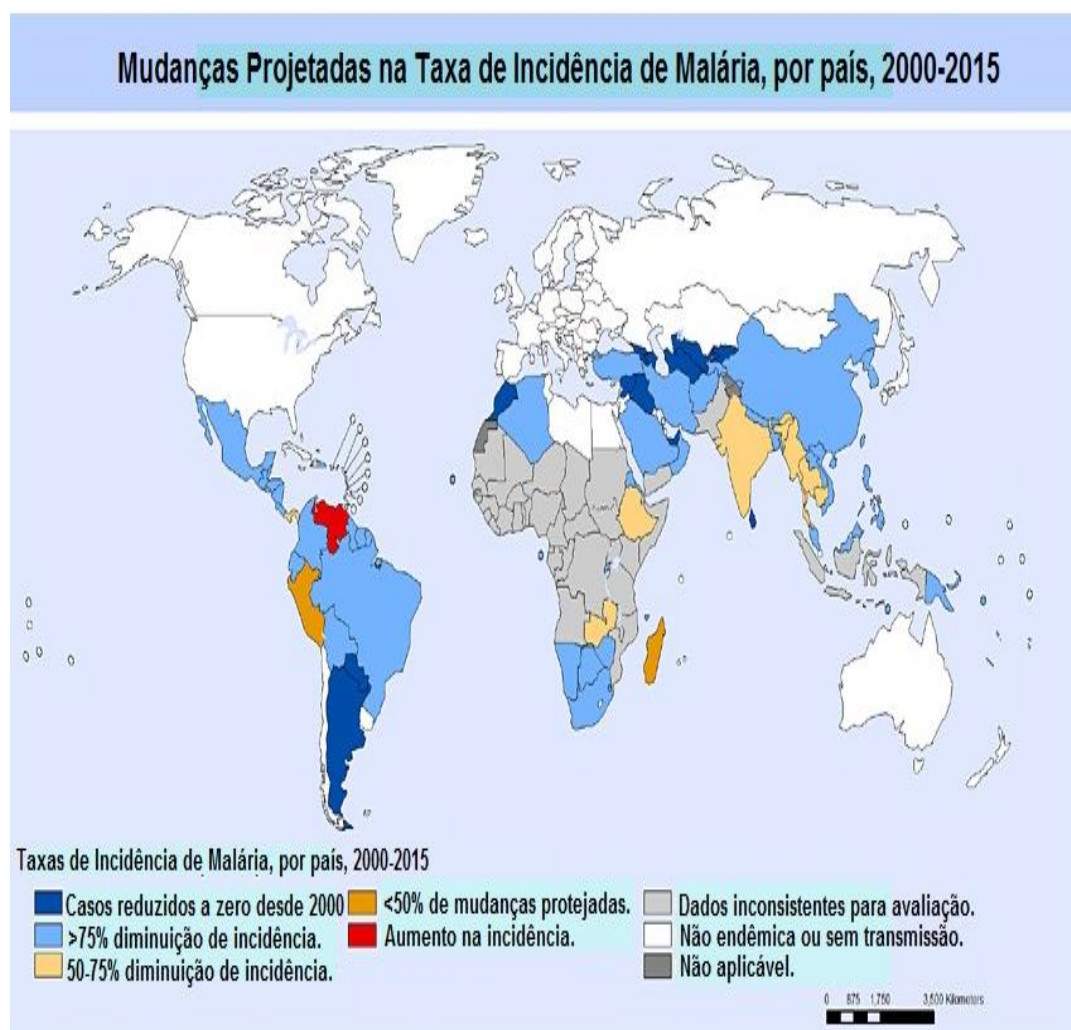 Mudanças Projetadas na Taxa de Incidência de Malária, por país, 2000-2015
Taxas de Incidência de Malária, por país, 2000-2015
Casos reduzidos a zero desde 2000
>75% diminuição de incidência.
50-75% diminuição de incidência.
<50% de mudanças protejadas.
Aumento na incidência.
Dados inconsistentes para avaliação.
Não endêmica ou sem transmissão.
Não aplicável.
0 875 1,750 3,500 Kilometers